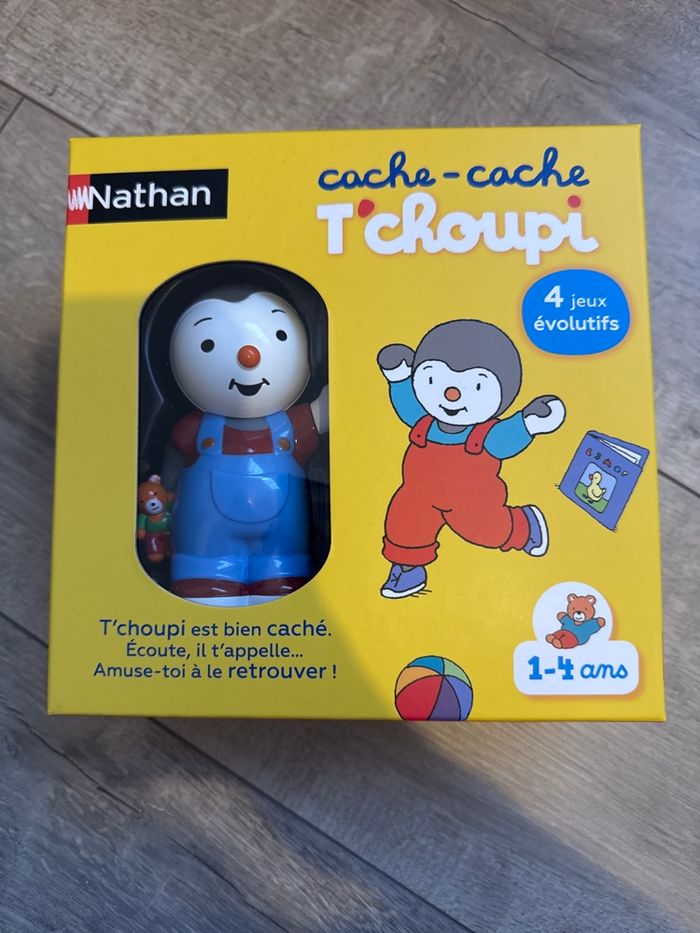 Nathan
cache-cache
T'choupi
4 jeux
évolutifs
T'choupi est bien caché.
Écoute, il t'appelle...
Amuse-toi à le retrouver !
1-4 ans